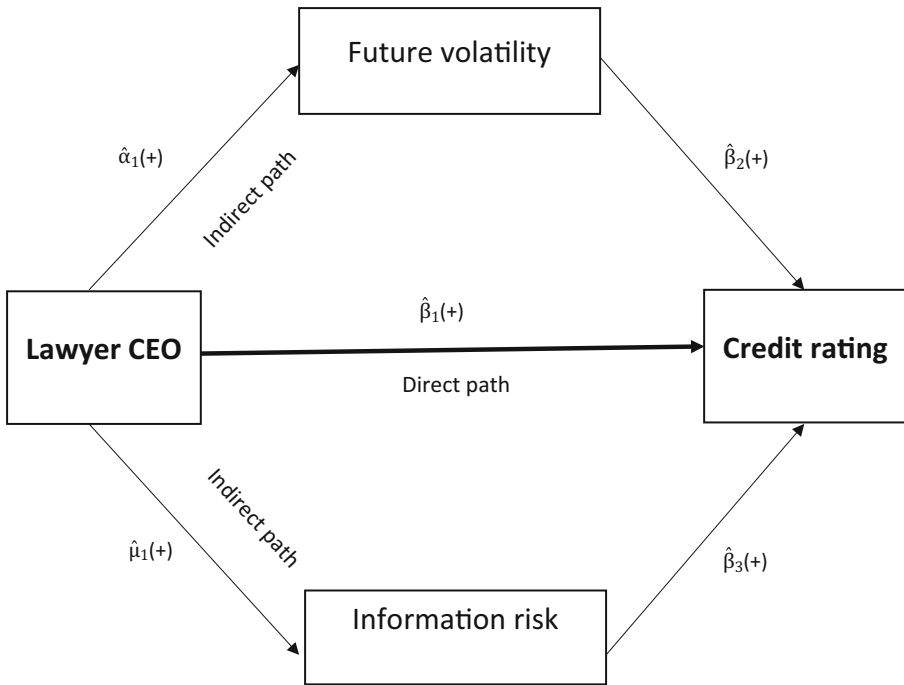 Future volatility
α̂₁(+)
Indirect path
β̂₂(+)
Lawyer CEO
β̂₁(+)
Direct path
Credit rating
Indirect path
μ̂₁(+)
β̂₃(+)
Information risk